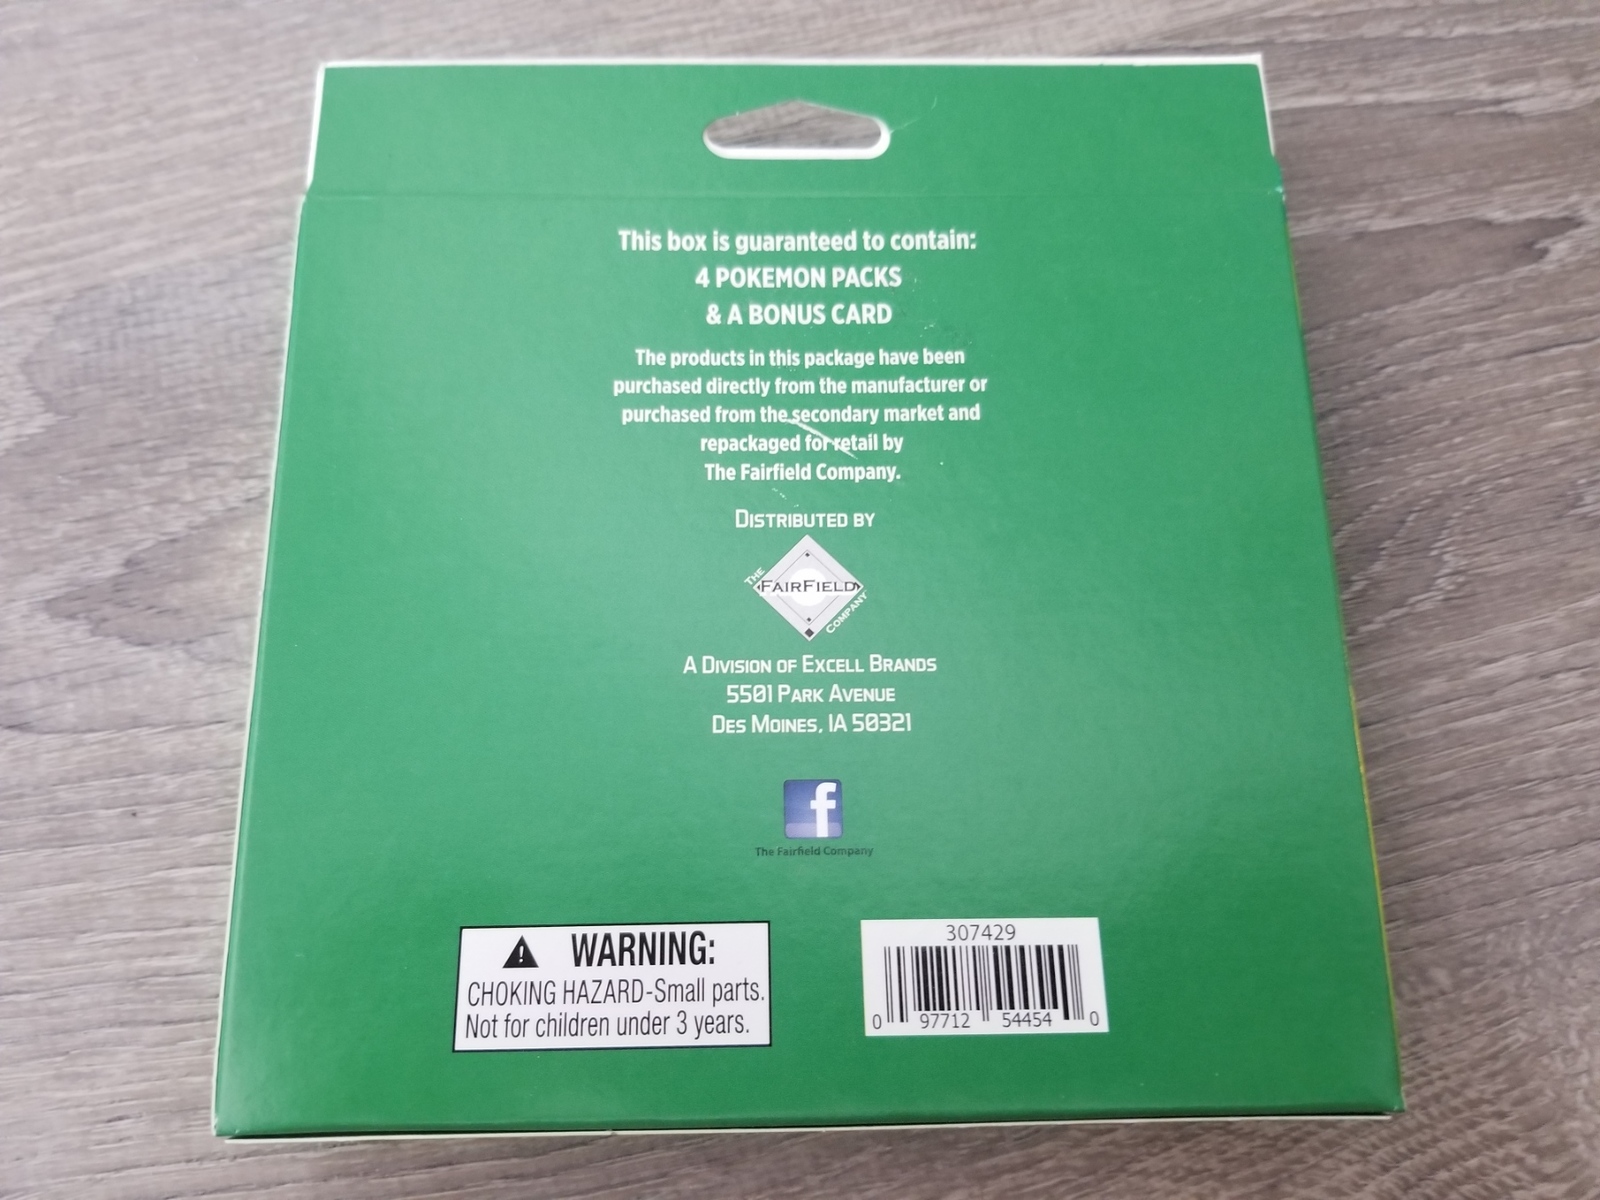 This box is guaranteed to contain:
4 POKEMON PACKS
& A BONUS CARD
The products in this package have been
purchased directly from the manufacturer or
purchased from the secondary market and
repackaged for retail by
The Fairfield Company.
DISTRIBUTED BY
THE
FAIRFIELD
COMPANY
A DIVISION OF EXCELL BRANDS
5501 PARK AVENUE
DES MOINES, IA 50321
f
The Fairfield Company
WARNING:
CHOKING HAZARD-Small parts.
Not for children under 3 years.
307429
0 97712 54454 0